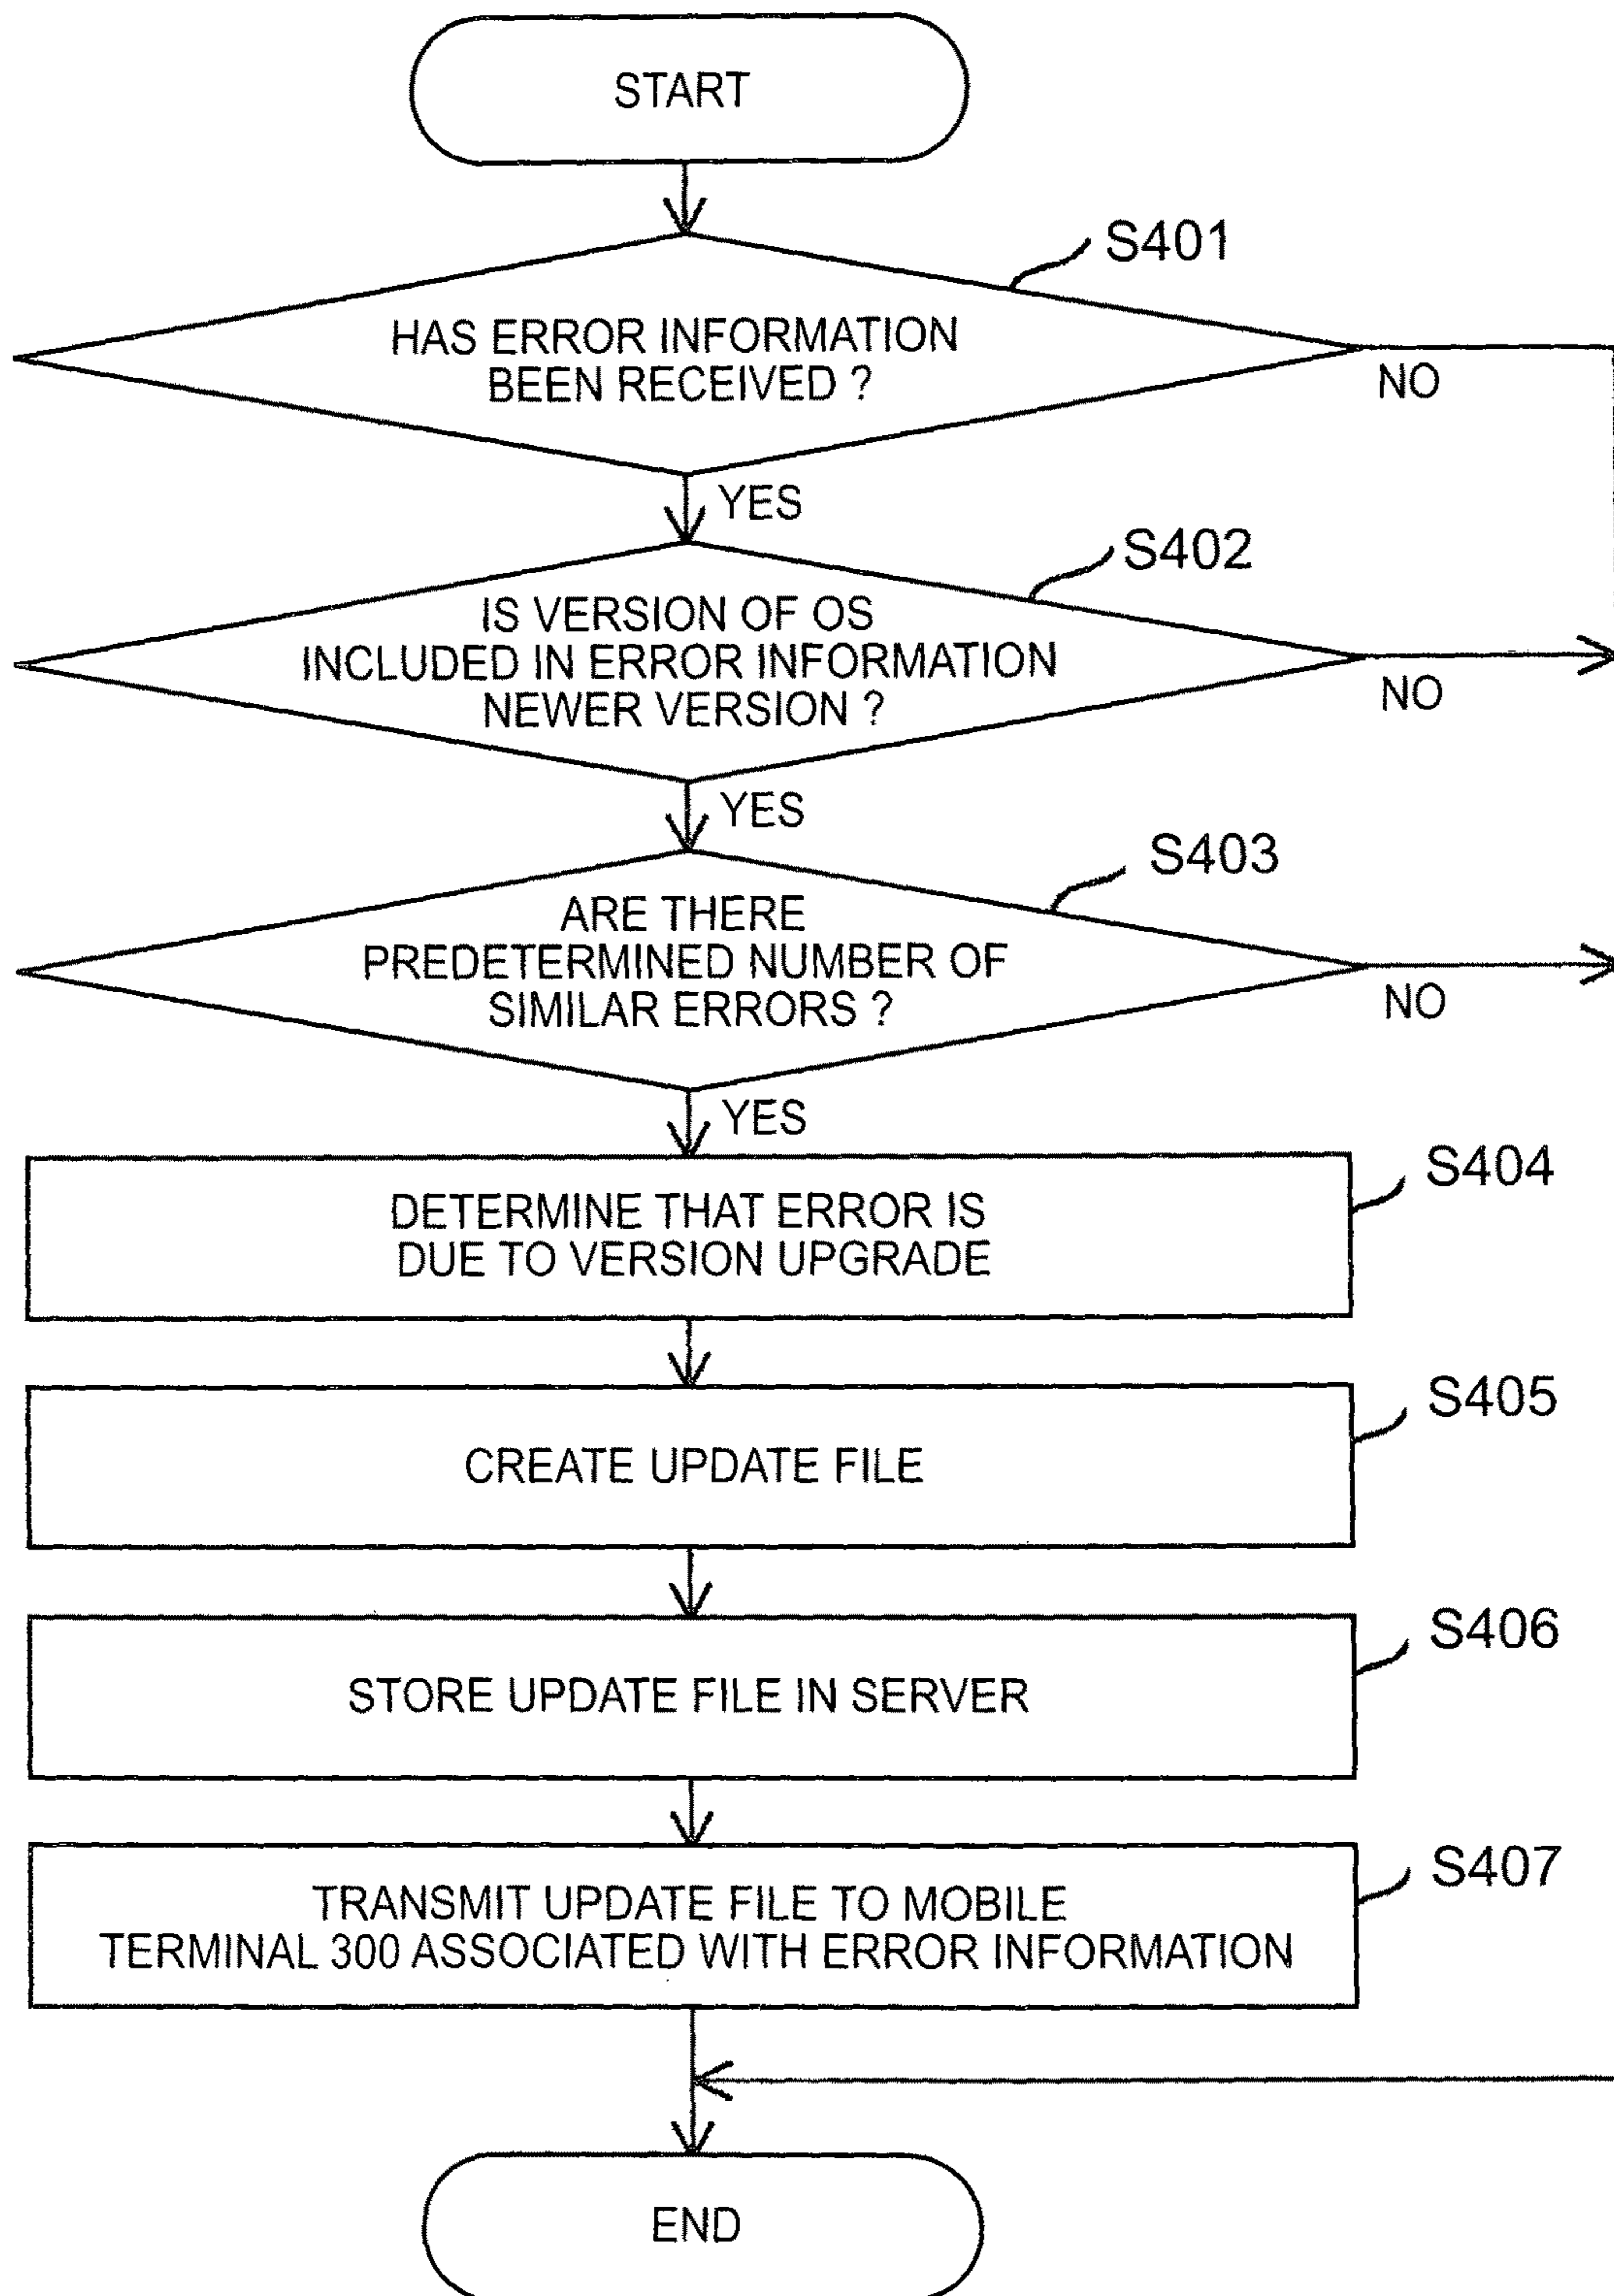 START
S401
HAS ERROR INFORMATION
BEEN RECEIVED ?
NO
YES
S402
IS VERSION OF OS
INCLUDED IN ERROR INFORMATION
NEWER VERSION ?
NO
YES
S403
ARE THERE
PREDETERMINED NUMBER OF
SIMILAR ERRORS ?
NO
YES
S404
DETERMINE THAT ERROR IS
DUE TO VERSION UPGRADE
S405
CREATE UPDATE FILE
S406
STORE UPDATE FILE IN SERVER
S407
TRANSMIT UPDATE FILE TO MOBILE
TERMINAL 300 ASSOCIATED WITH ERROR INFORMATION
END